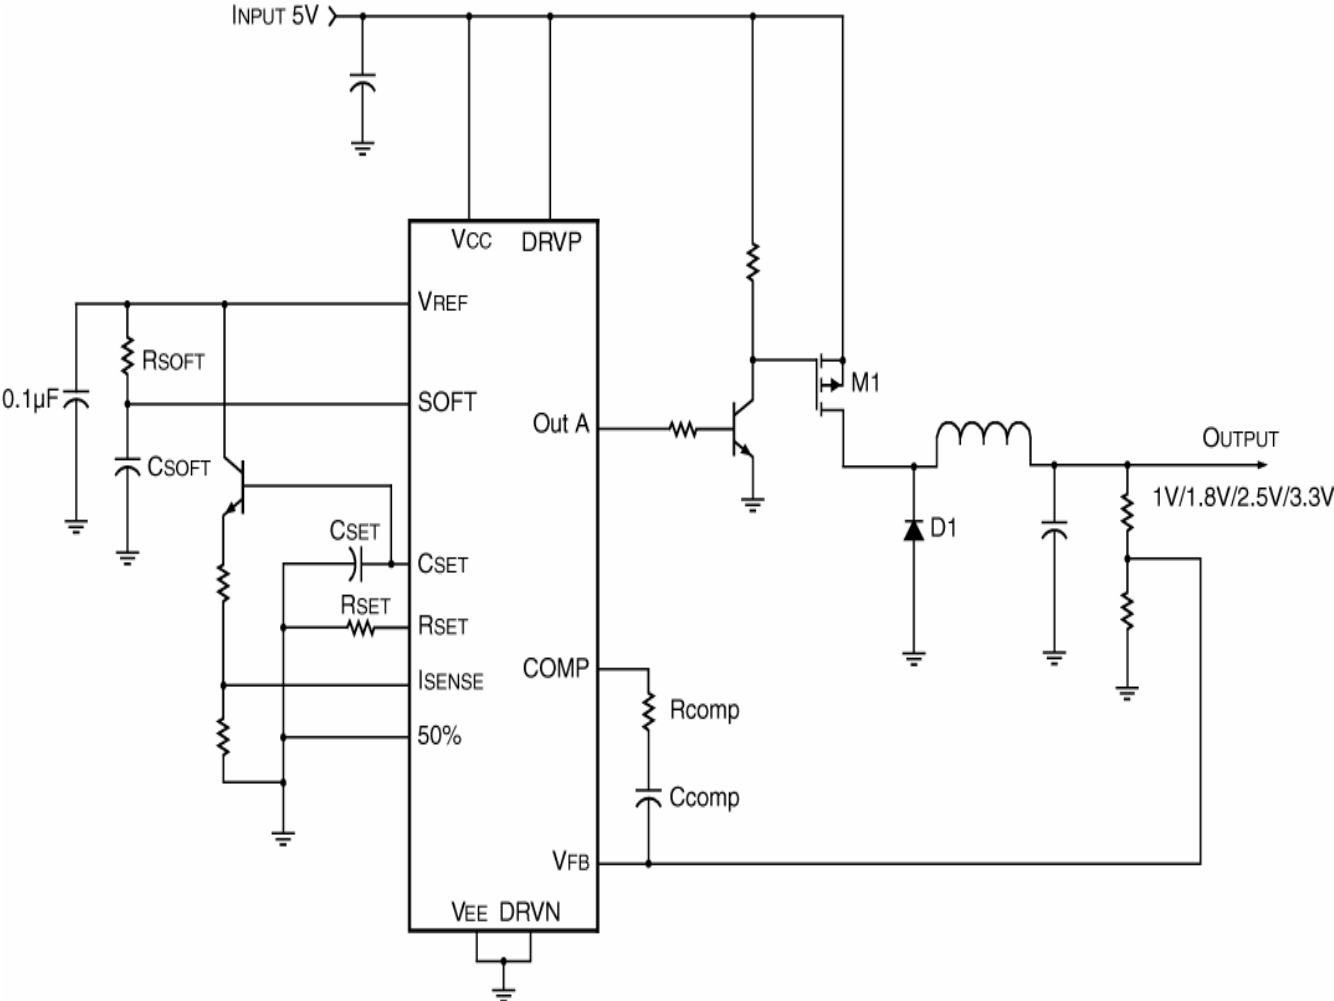 INPUT 5V
VCC DRVP
VREF
RSOFT
0.1µF
SOFT
Out A
M1
CSOFT
OUTPUT
1V/1.8V/2.5V/3.3V
CSET
D1
CSET
RSET
RSET
ISENSE
COMP
Rcomp
50%
Ccomp
VFB
VEE DRVN